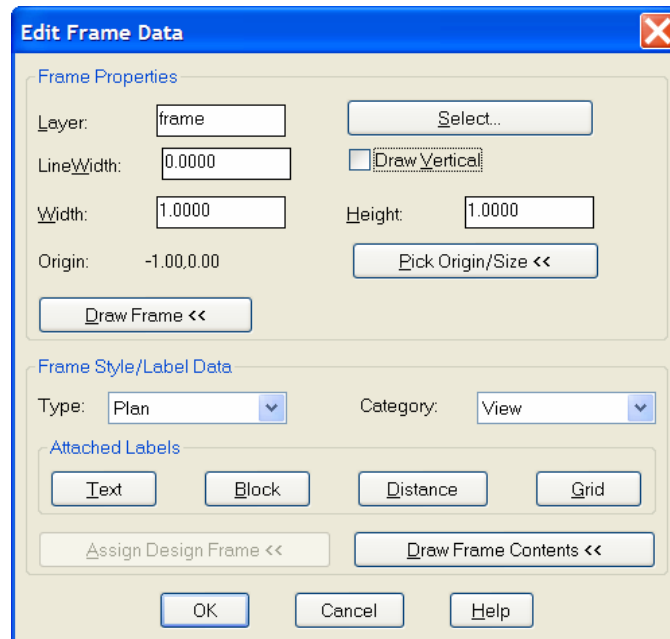 Edit Frame Data
Frame Properties
Layer: frame Select...
LineWidth: 0.0000 Draw Vertical
Width: 1.0000 Height: 1.0000
Origin: -1.00,0.00 Pick Origin/Size <<
Draw Frame <<
Frame Style/Label Data
Type: Plan Category: View
Attached Labels
Text Block Distance Grid
Assign Design Frame << Draw Frame Contents <<
OK Cancel Help